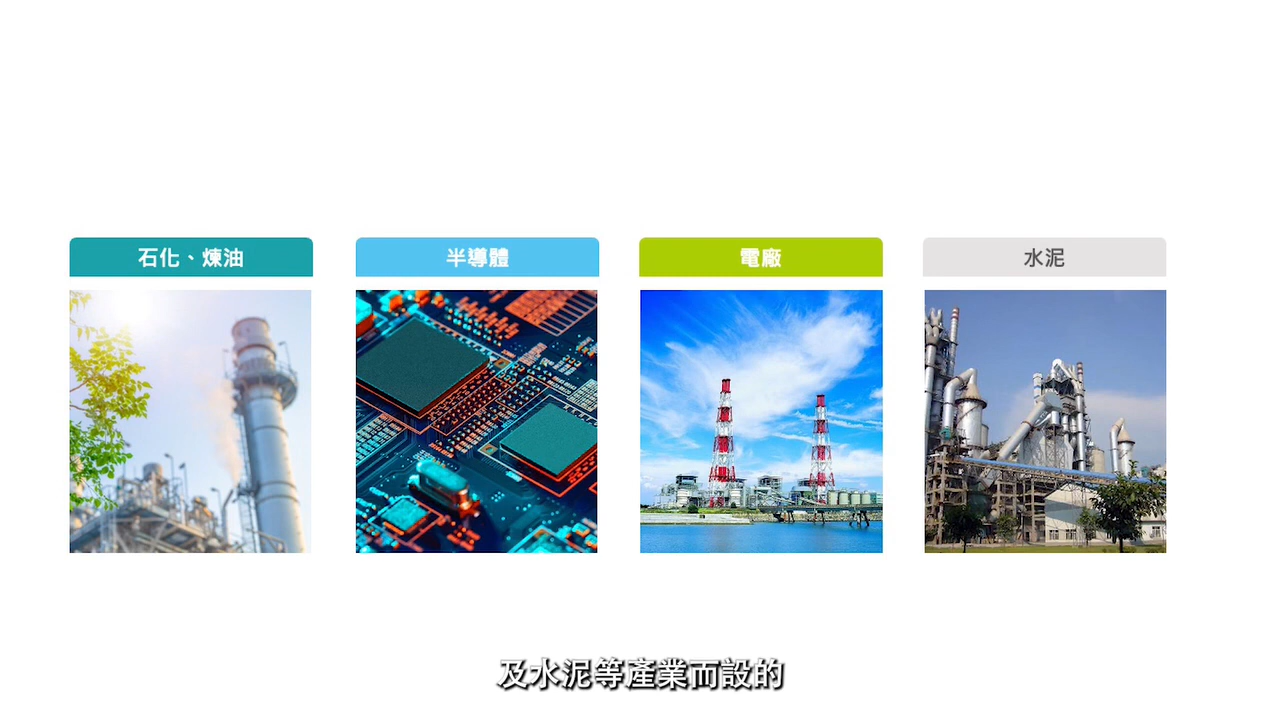 石化、煉油
半導體
電廠
水泥
及水泥等產業而設的